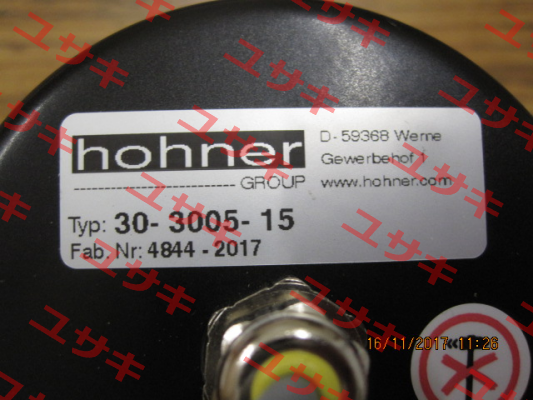 hohner
D- 59368 Werne
Gewerbehof 1
-------------------------- GROUP www.hohner.com
Typ: 30- 3005- 15
Fab. Nr: 4844 - 2017
16/11/2017 11:26
ユサキ